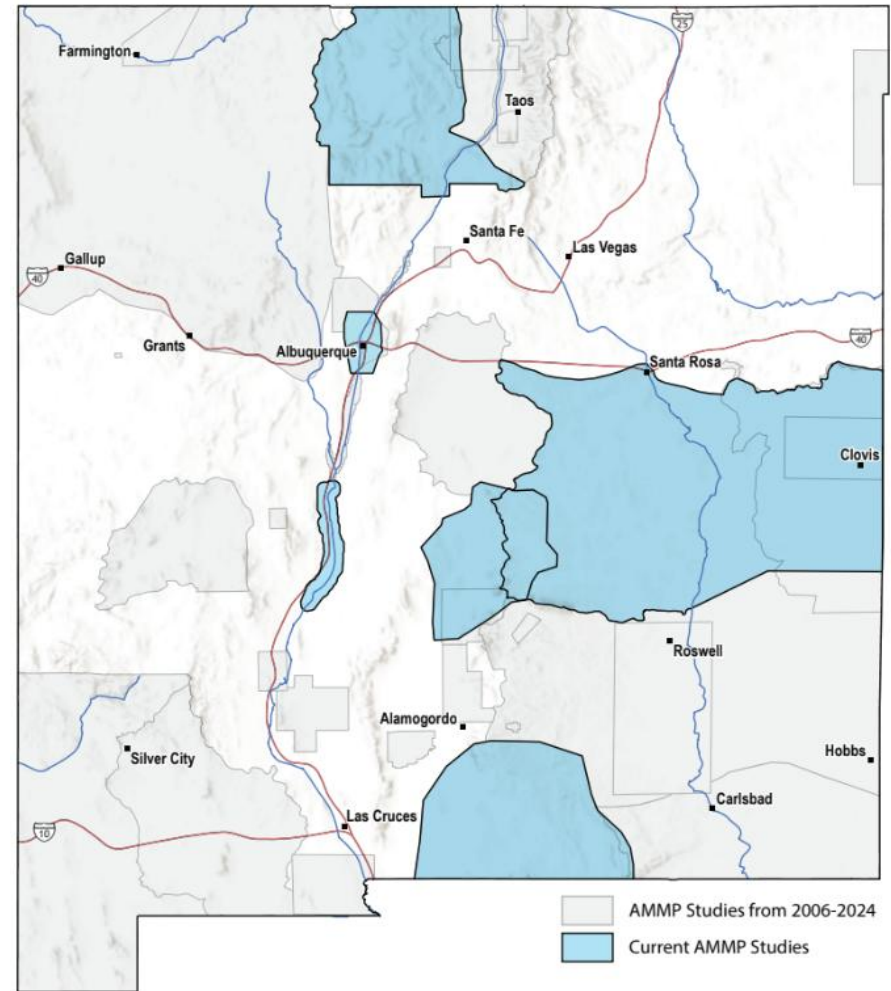 25
Farmington
Taos
Santa Fe
Las Vegas
Gallup
40
Grants
Albuquerque
40
Santa Rosa
Clovis
Roswell
Alamogordo
Silver City
Hobbs
Carlsbad
Las Cruces
10
AMMP Studies from 2006-2024
Current AMMP Studies